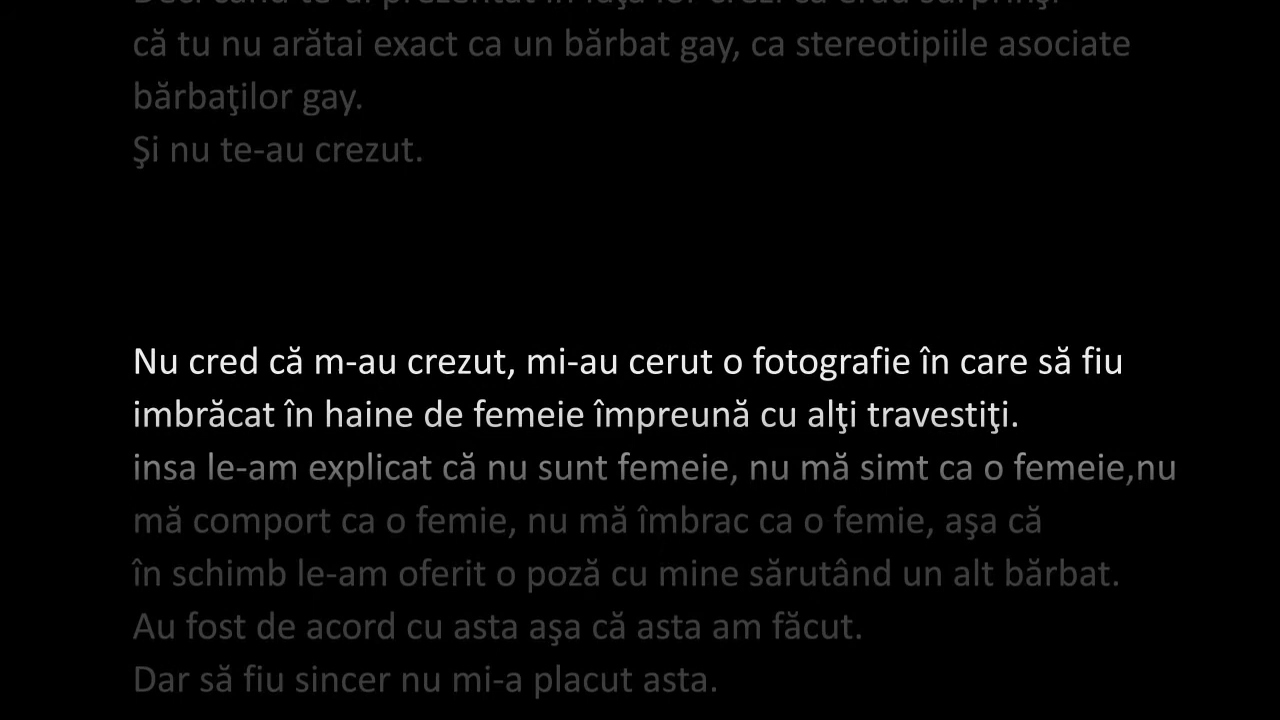 că tu nu arătai exact ca un bărbat gay, ca stereotipiile asociate
bărbaţilor gay.
Şi nu te-au crezut.
Nu cred că m-au crezut, mi-au cerut o fotografie în care să fiu
imbrăcat în haine de femeie împreună cu alţi travestiţi.
insa le-am explicat că nu sunt femeie, nu mă simt ca o femeie,nu
mă comport ca o femie, nu mă îmbrac ca o femie, aşa că
în schimb le-am oferit o poză cu mine sărutând un alt bărbat.
Au fost de acord cu asta aşa că asta am făcut.
Dar să fiu sincer nu mi-a placut asta.